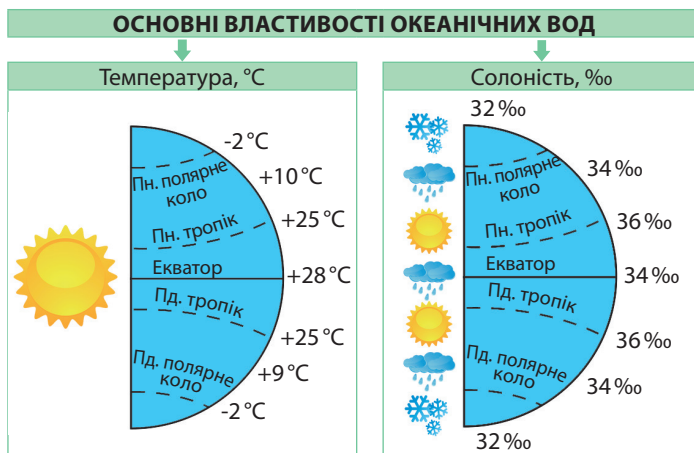 ОСНОВНІ ВЛАСТИВОСТІ ОКЕАНІЧНИХ ВОД
Температура, °C
-2 °C
Пн. полярне
коло
+10 °C
Пн. тропік
+25 °C
Екватор
+28 °C
Пд. тропік
+25 °C
Пд. полярне
коло
+9 °C
-2 °C
Солоність, ‰
32 ‰
Пн. полярне
коло
34 ‰
Пн. тропік
36 ‰
Екватор
34 ‰
Пд. тропік
36 ‰
Пд. полярне
коло
34 ‰
32 ‰